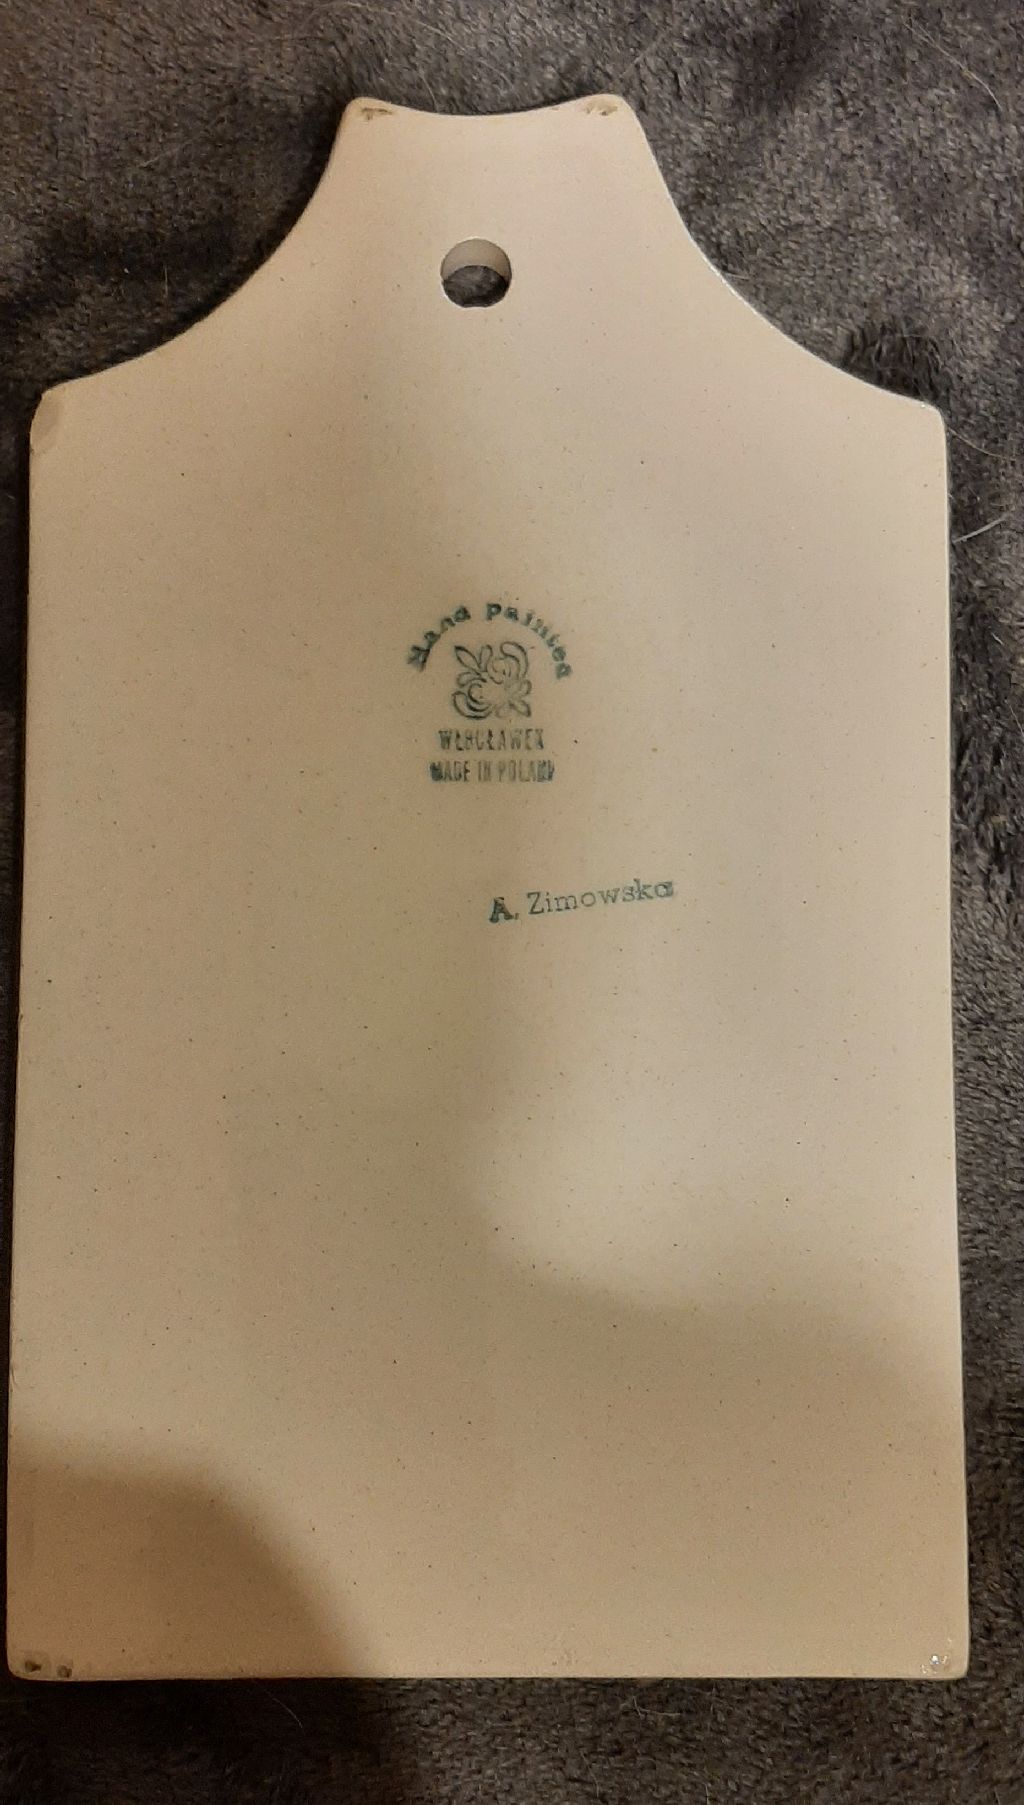 Hand Painted
WŁOCŁAWEK
MADE IN POLAND
A. Zimowska